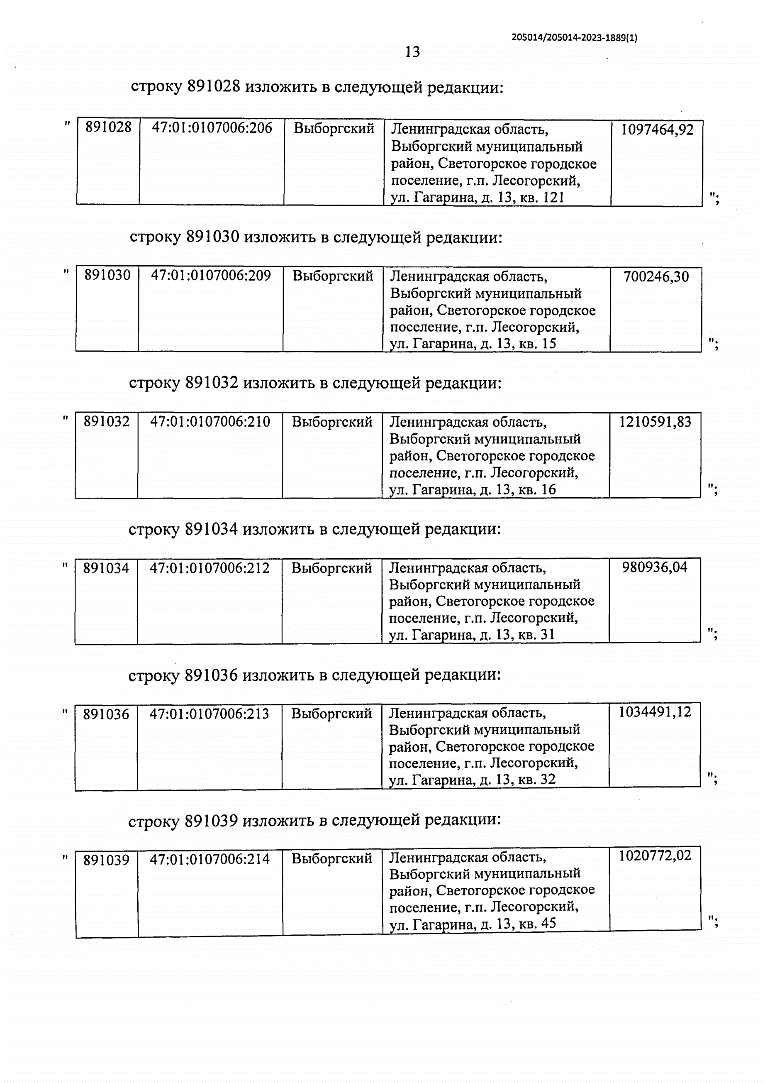 205014/205014-2023-1889(1)
13
строку 891028 изложить в следующей редакции:
" 891028 47:01:0107006:206 Выборгский Ленинградская область, 1097464,92
Выборгский муниципальный
район, Светогорское городское
поселение, г.п. Лесогорский,
ул. Гагарина, д. 13, кв. 121 ";
строку 891030 изложить в следующей редакции:
" 891030 47:01:0107006:209 Выборгский Ленинградская область, 700246,30
Выборгский муниципальный
район, Светогорское городское
поселение, г.п. Лесогорский,
ул. Гагарина, д. 13, кв. 15 ";
строку 891032 изложить в следующей редакции:
" 891032 47:01:0107006:210 Выборгский Ленинградская область, 1210591,83
Выборгский муниципальный
район, Светогорское городское
поселение, г.п. Лесогорский,
ул. Гагарина, д. 13, кв. 16 ";
строку 891034 изложить в следующей редакции:
" 891034 47:01:0107006:212 Выборгский Ленинградская область, 980936,04
Выборгский муниципальный
район, Светогорское городское
поселение, г.п. Лесогорский,
ул. Гагарина, д. 13, кв. 31 ";
строку 891036 изложить в следующей редакции:
" 891036 47:01:0107006:213 Выборгский Ленинградская область, 1034491,12
Выборгский муниципальный
район, Светогорское городское
поселение, г.п. Лесогорский,
ул. Гагарина, д. 13, кв. 32 ";
строку 891039 изложить в следующей редакции:
" 891039 47:01:0107006:214 Выборгский Ленинградская область, 1020772,02
Выборгский муниципальный
район, Светогорское городское
поселение, г.п. Лесогорский,
ул. Гагарина, д. 13, кв. 45 ";